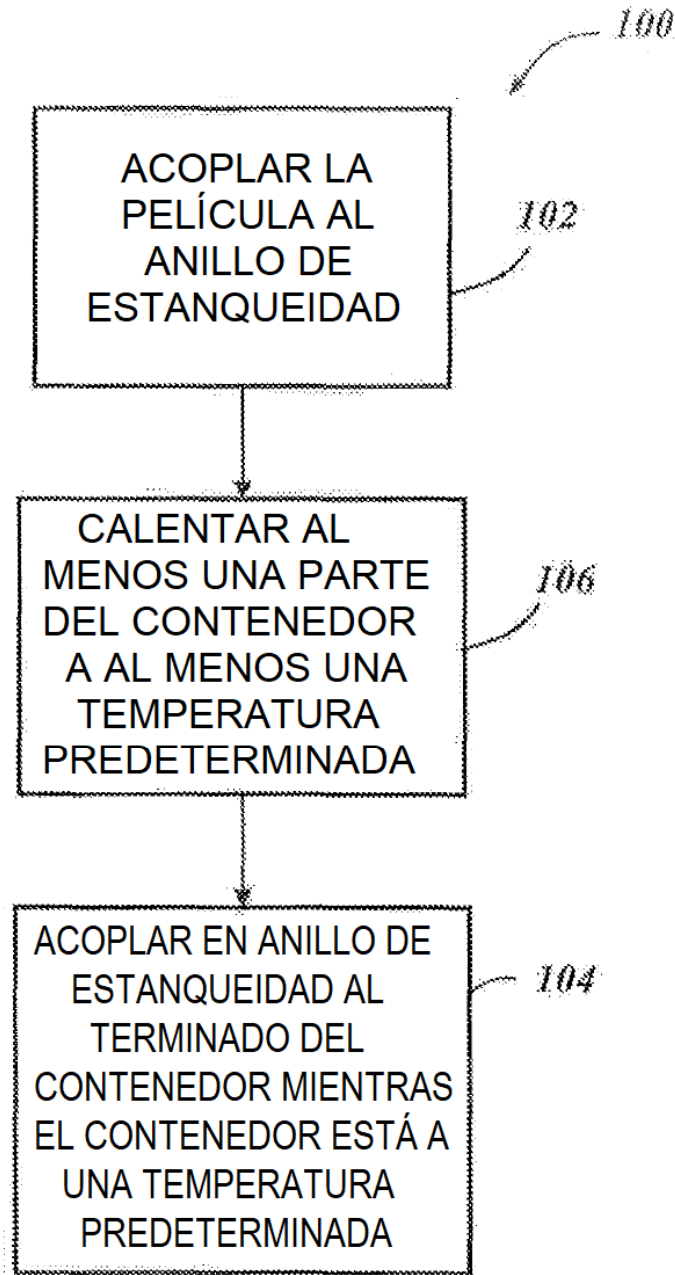 100
ACOPLAR LA
PELÍCULA AL
ANILLO DE
ESTANQUEIDAD
102
CALENTAR AL
MENOS UNA PARTE
DEL CONTENEDOR
A AL MENOS UNA
TEMPERATURA
PREDETERMINADA
106
ACOPLAR EN ANILLO DE
ESTANQUEIDAD AL
TERMINADO DEL
CONTENEDOR MIENTRAS
EL CONTENEDOR ESTÁ A
UNA TEMPERATURA
PREDETERMINADA
104